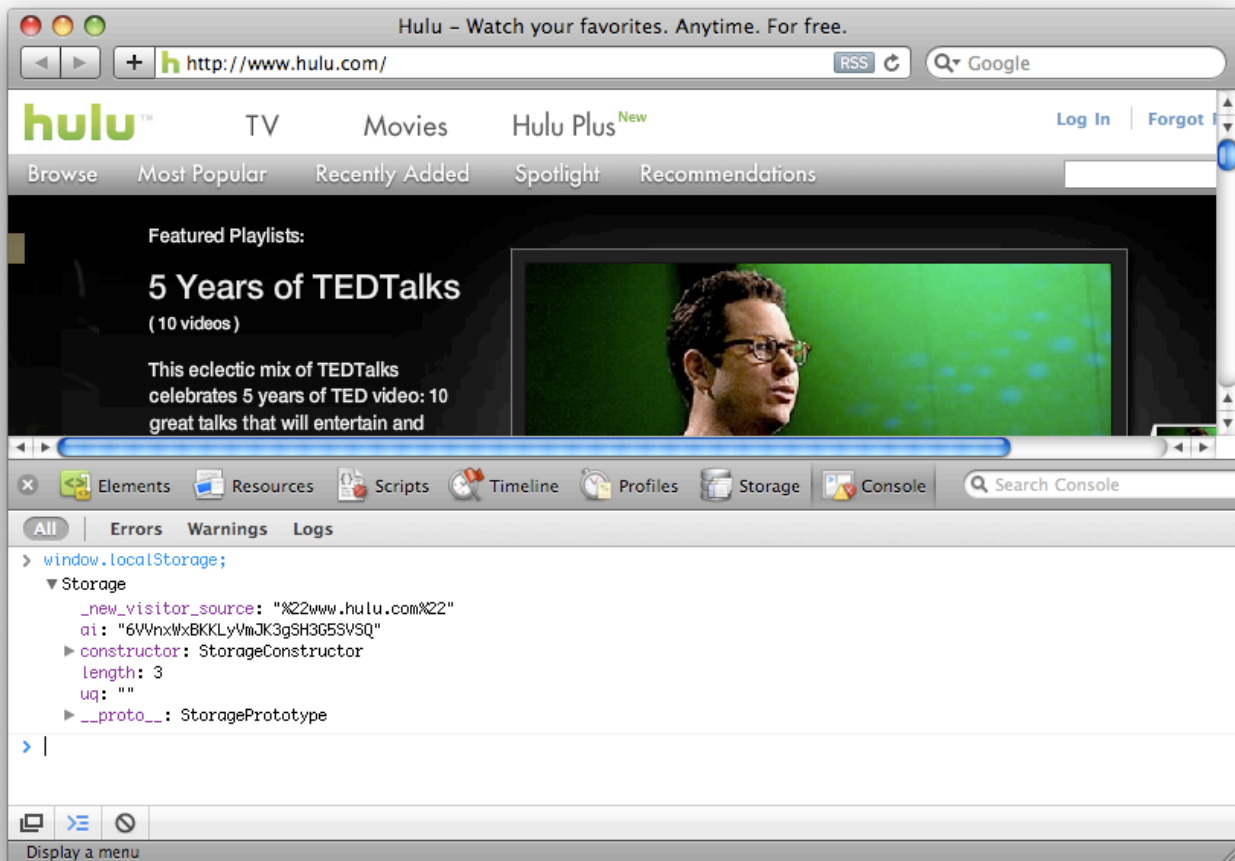 Hulu – Watch your favorites. Anytime. For free.
http://www.hulu.com/ RSS Google
hulu™ TV Movies Hulu Plus New Log In Forgot
Browse Most Popular Recently Added Spotlight Recommendations
Featured Playlists:
5 Years of TEDTalks
( 10 videos )
This eclectic mix of TEDTalks
celebrates 5 years of TED video: 10
great talks that will entertain and
Elements Resources Scripts Timeline Profiles Storage Console Search Console
All Errors Warnings Logs
> window.localStorage;
▼Storage
_new_visitor_source: "%22www.hulu.com%22"
ai: "6VVnxWxBKKLyVmJK3gSH3G5SVSQ"
▶constructor: StorageConstructor
length: 3
uq: ""
▶__proto__: StoragePrototype
>
Display a menu